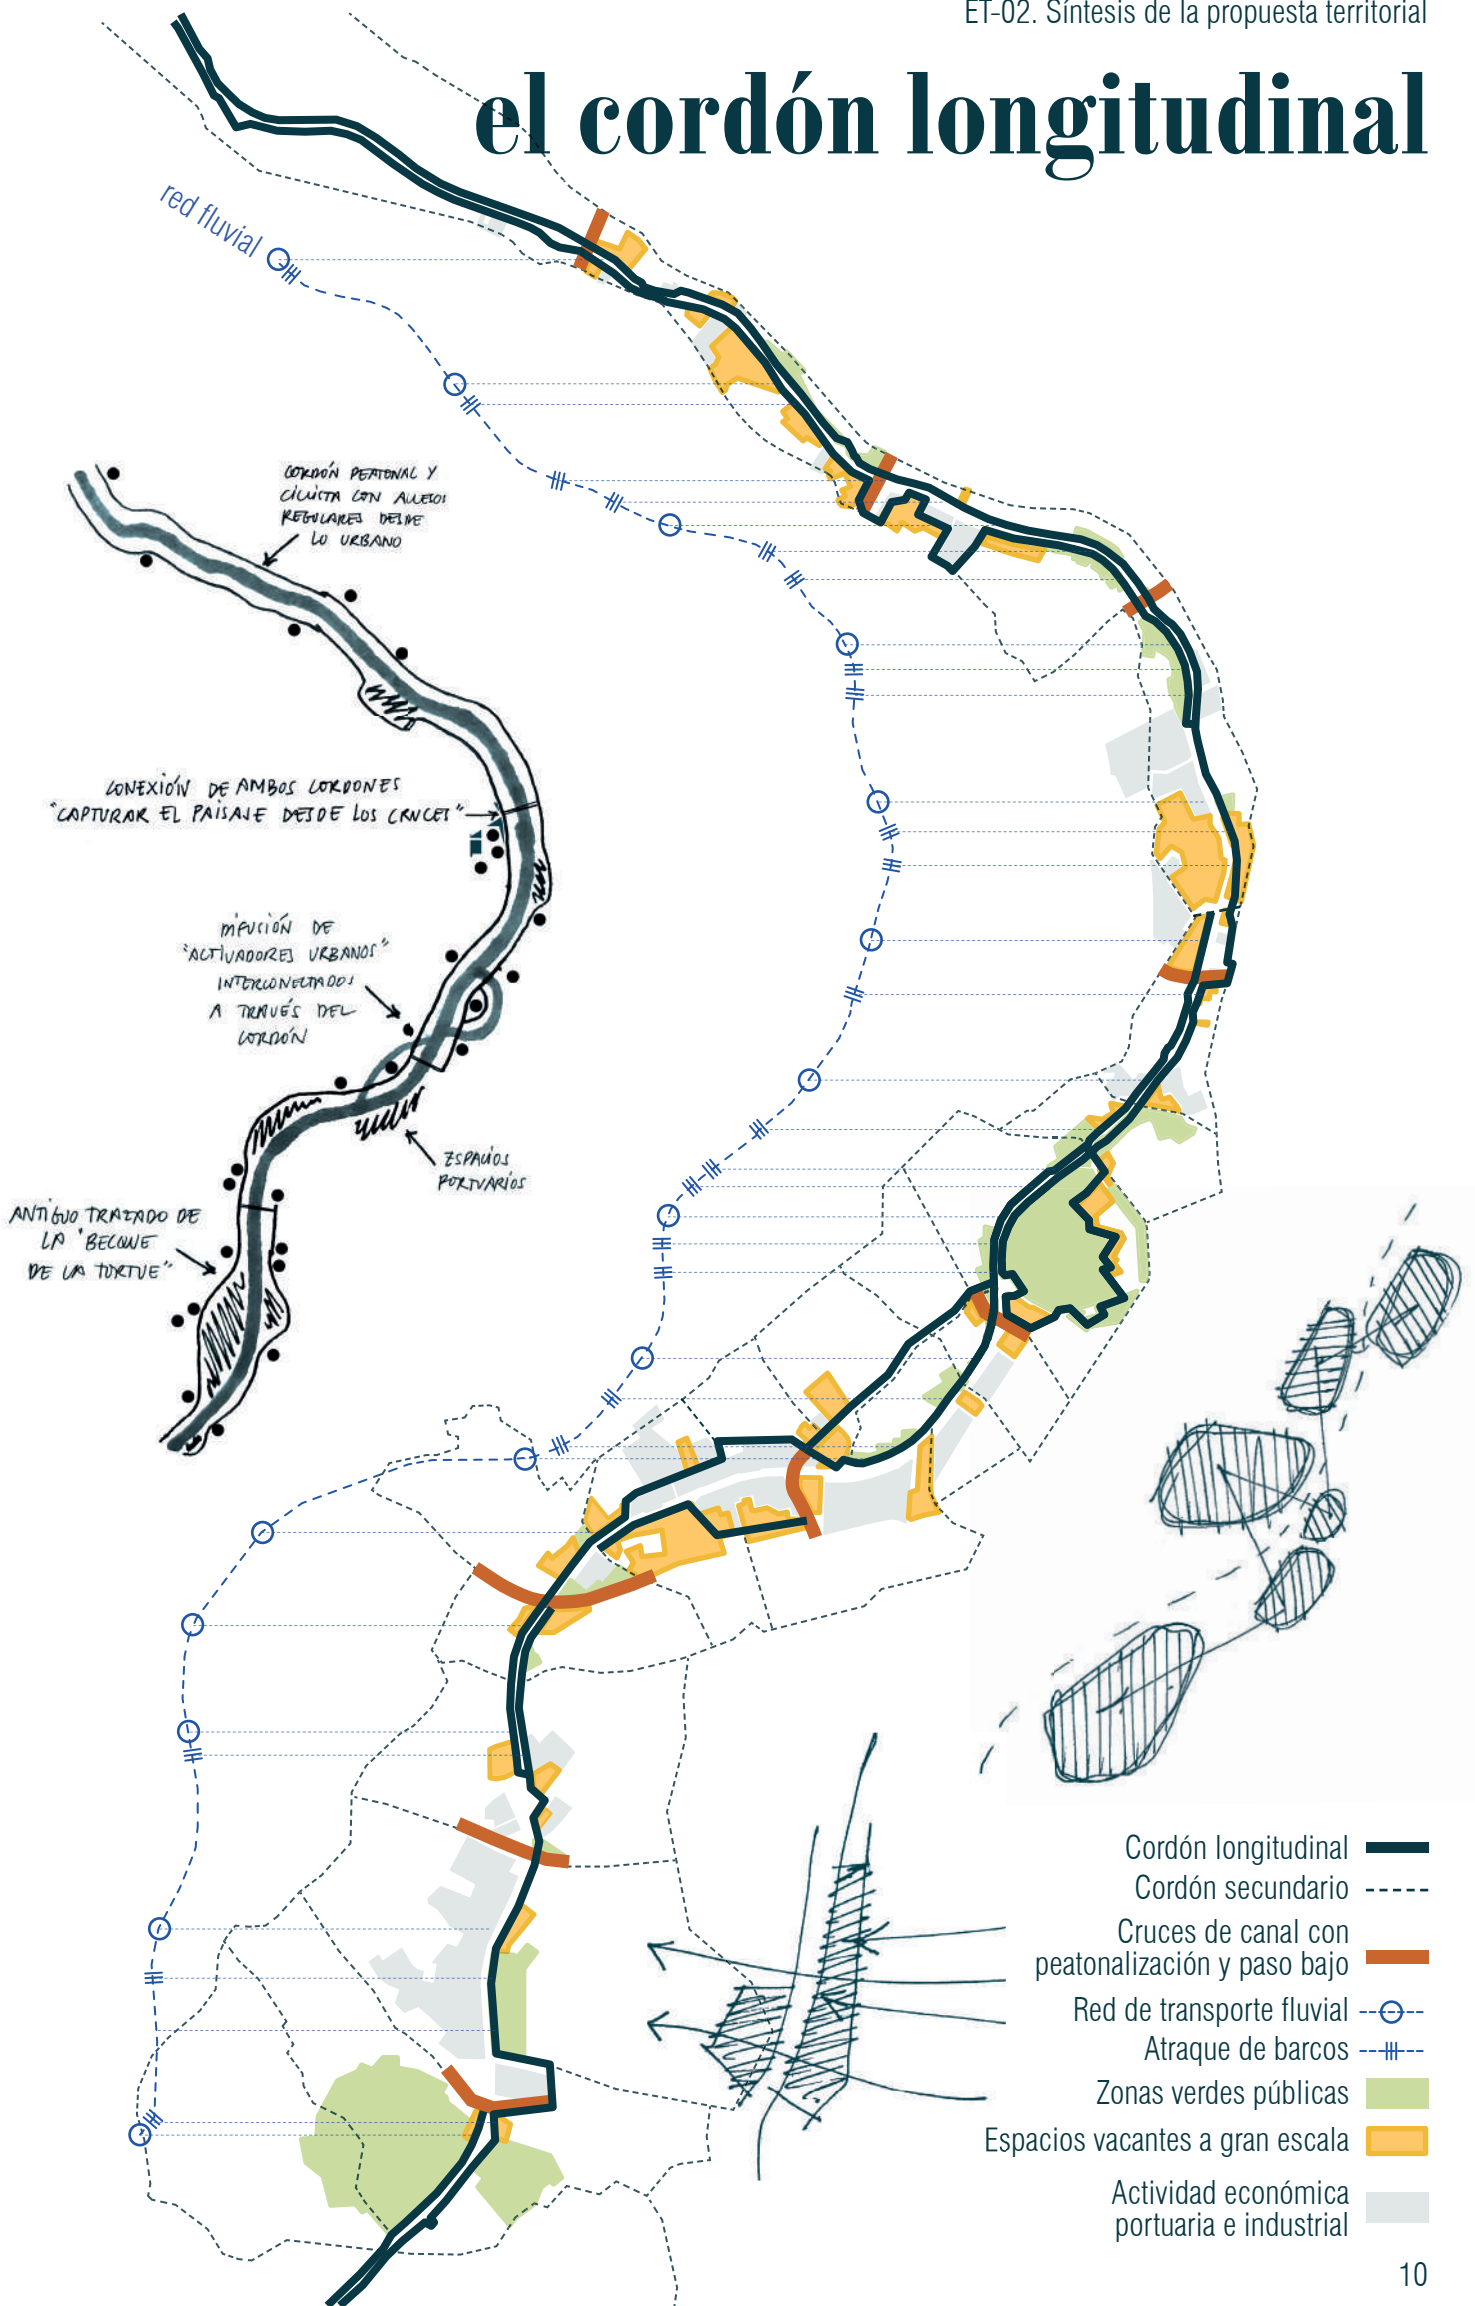 ET-02. Síntesis de la propuesta territorial
el cordón longitudinal
red fluvial
CORDÓN PEATONAL Y
CICLISTA CON ACCESOS
REGULARES DESDE
LO URBANO
CONEXIÓN DE AMBOS CORDONES
"CAPTURAR EL PAISAJE DESDE LOS CRUCES"
DIFUSIÓN DE
"ACTIVADORES URBANOS"
INTERCONECTADOS
A TRAVÉS DEL
CORDÓN
ESPACIOS
PORTUARIOS
ANTIGUO TRAZADO DE
LA "BECQUE
DE LA TORTUE"
Cordón longitudinal
Cordón secundario
Cruces de canal con
peatonalización y paso bajo
Red de transporte fluvial
Atraque de barcos
Zonas verdes públicas
Espacios vacantes a gran escala
Actividad económica
portuaria e industrial
10